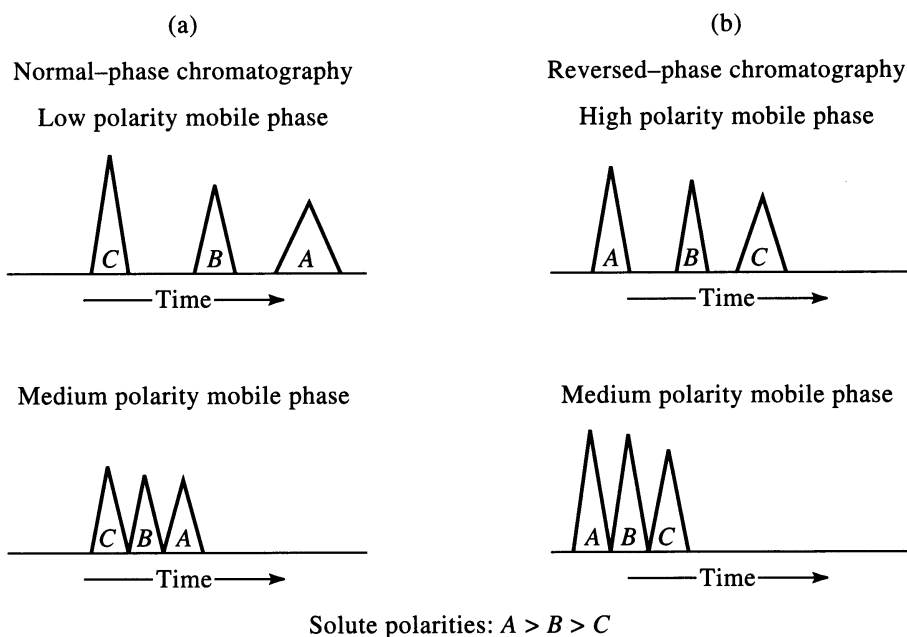 (a)
Normal–phase chromatography
Low polarity mobile phase
C B A
Time
Medium polarity mobile phase
C B A
Time
(b)
Reversed–phase chromatography
High polarity mobile phase
A B C
Time
Medium polarity mobile phase
A B C
Time
Solute polarities: A > B > C